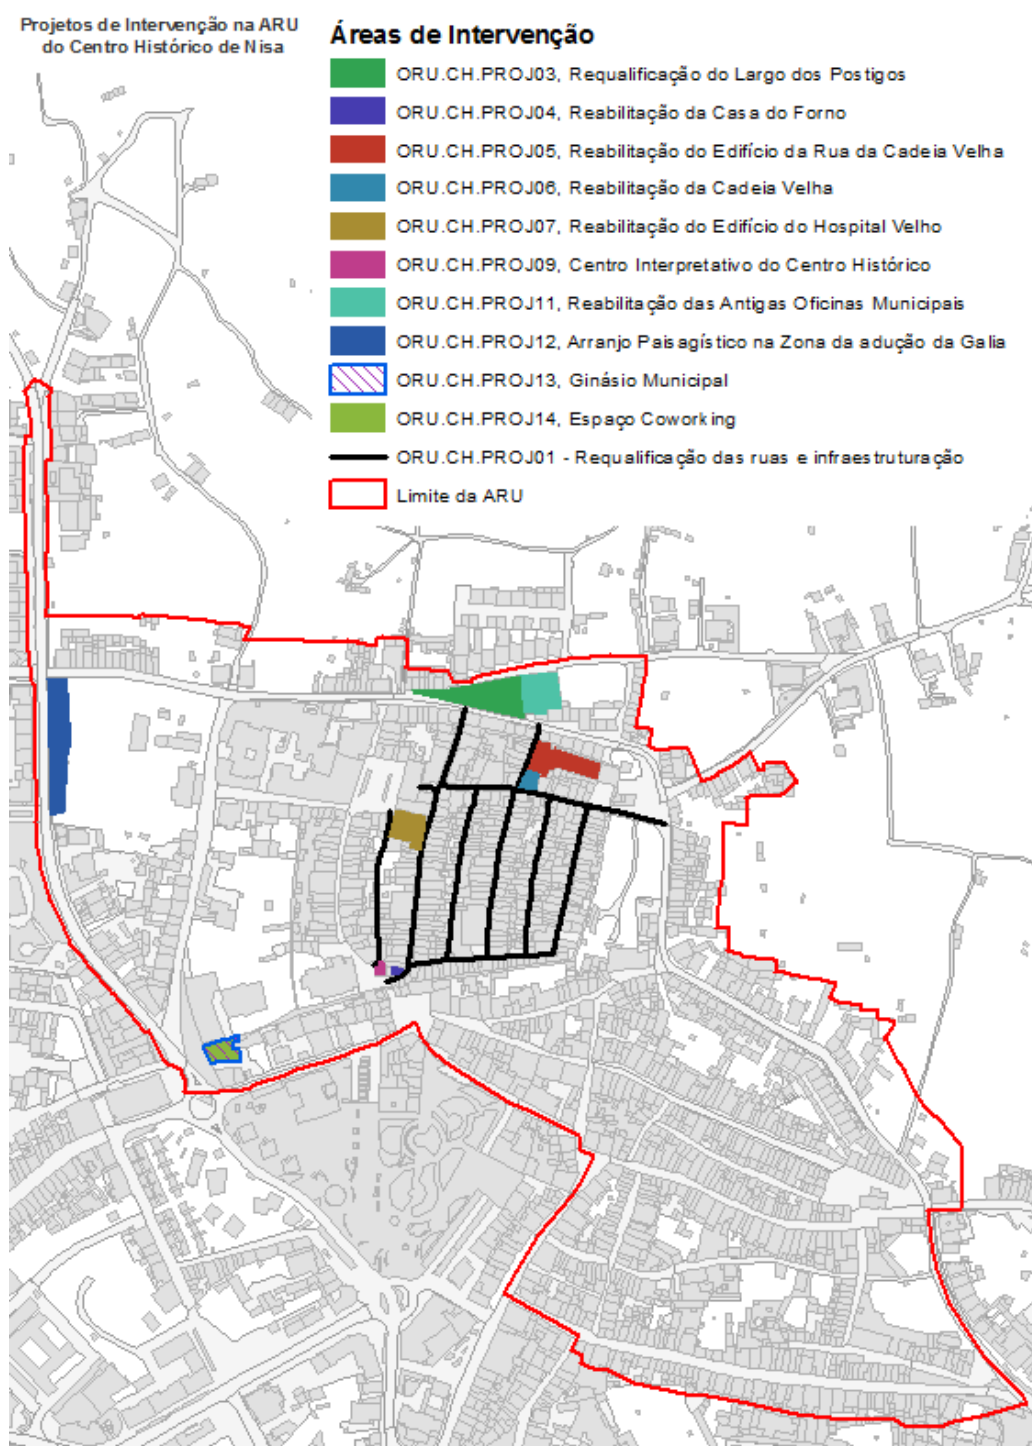 Projetos de Intervenção na ARU
do Centro Histórico de Nisa
Áreas de Intervenção
ORU.CH.PROJ03, Requalificação do Largo dos Postigos
ORU.CH.PROJ04, Reabilitação da Casa do Forno
ORU.CH.PROJ05, Reabilitação do Edifício da Rua da Cadeia Velha
ORU.CH.PROJ06, Reabilitação da Cadeia Velha
ORU.CH.PROJ07, Reabilitação do Edifício do Hospital Velho
ORU.CH.PROJ09, Centro Interpretativo do Centro Histórico
ORU.CH.PROJ11, Reabilitação das Antigas Oficinas Municipais
ORU.CH.PROJ12, Arranjo Paisagístico na Zona da adução da Galia
ORU.CH.PROJ13, Ginásio Municipal
ORU.CH.PROJ14, Espaço Coworking
ORU.CH.PROJ01 - Requalificação das ruas e infraestruturação
Limite da ARU